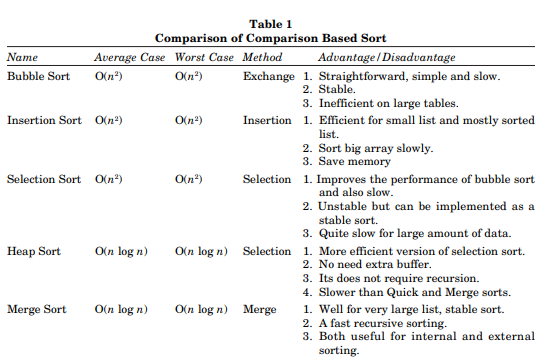 Table 1
Comparison of Comparison Based Sort
Name Average Case Worst Case Method Advantage/Disadvantage
Bubble Sort O(n²) O(n²) Exchange 1. Straightforward, simple and slow.
2. Stable.
3. Inefficient on large tables.
Insertion Sort O(n²) O(n²) Insertion 1. Efficient for small list and mostly sorted
list.
2. Sort big array slowly.
3. Save memory
Selection Sort O(n²) O(n²) Selection 1. Improves the performance of bubble sort
and also slow.
2. Unstable but can be implemented as a
stable sort.
3. Quite slow for large amount of data.
Heap Sort O(n log n) O(n log n) Selection 1. More efficient version of selection sort.
2. No need extra buffer.
3. Its does not require recursion.
4. Slower than Quick and Merge sorts.
Merge Sort O(n log n) O(n log n) Merge 1. Well for very large list, stable sort.
2. A fast recursive sorting.
3. Both useful for internal and external
sorting.